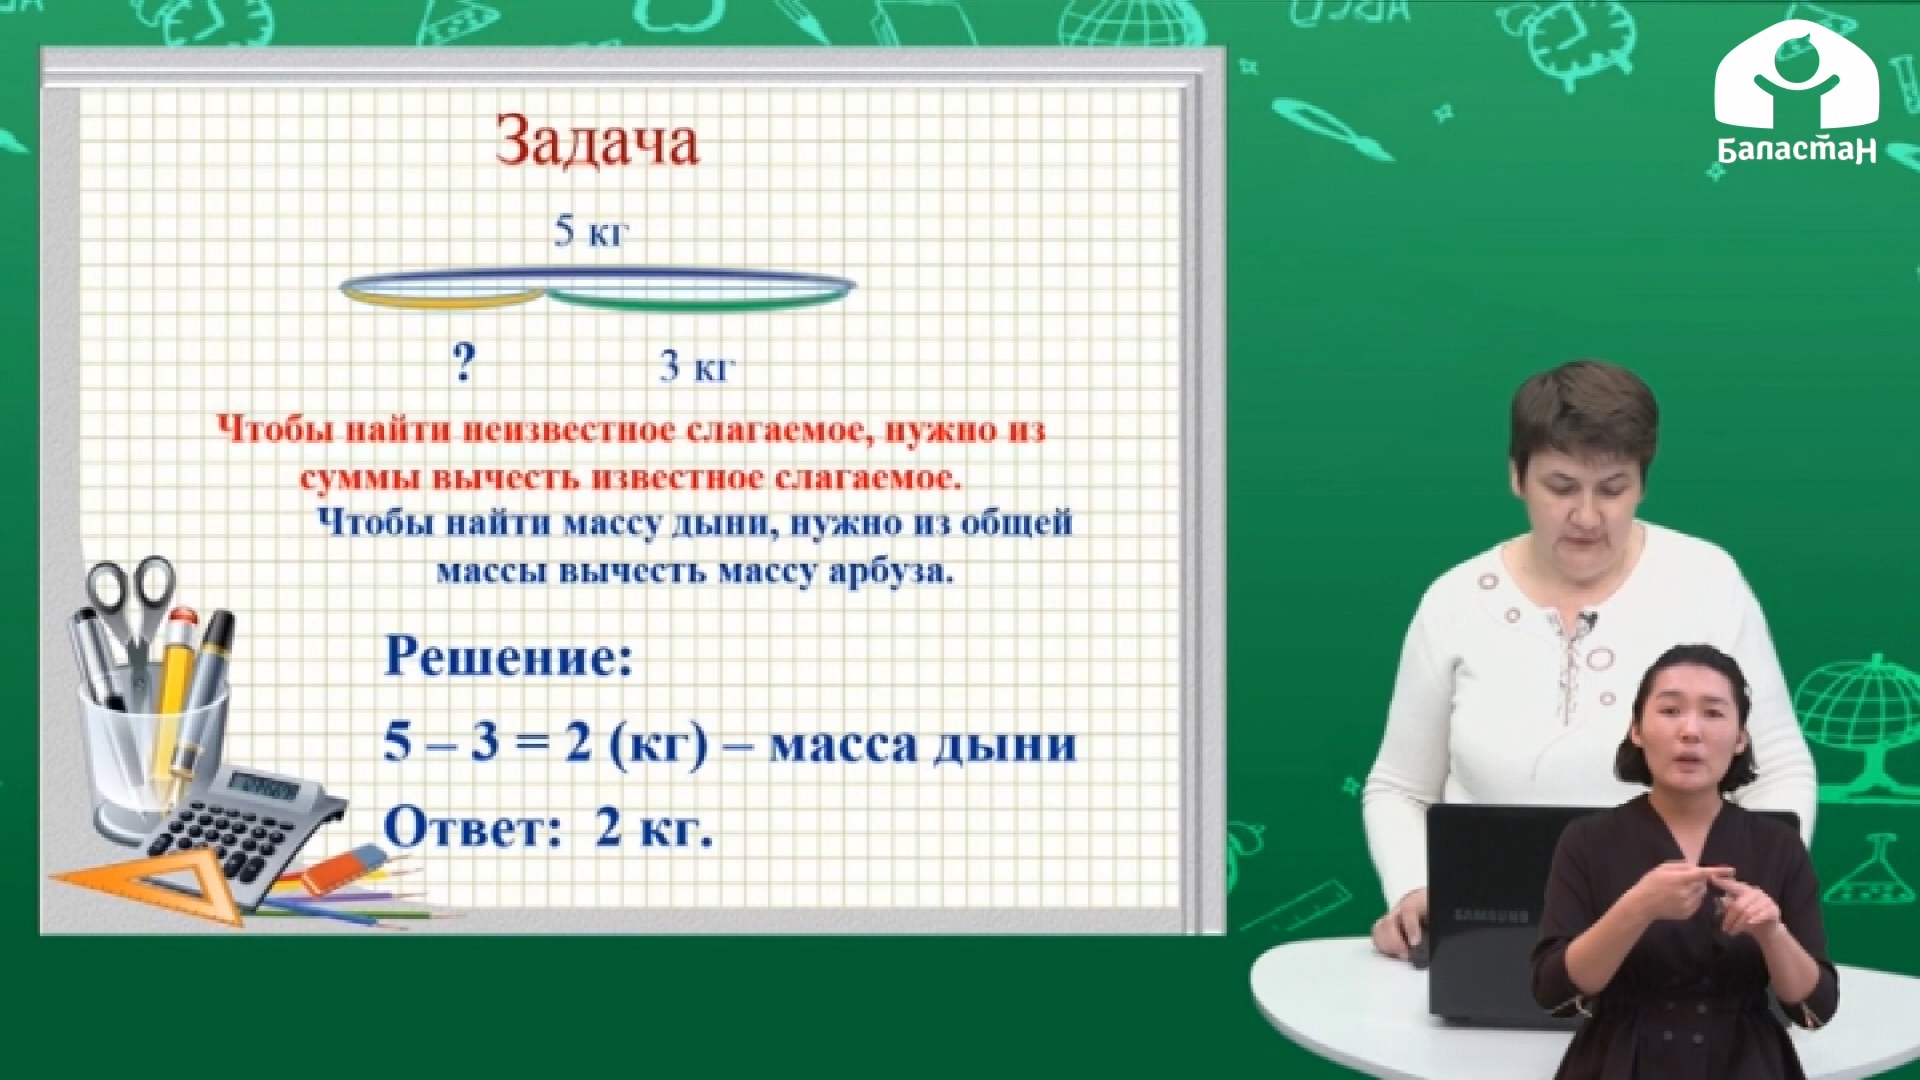 Задача
5 кг
? 3 кг
Чтобы найти неизвестное слагаемое, нужно из
суммы вычесть известное слагаемое.
Чтобы найти массу дыни, нужно из общей
массы вычесть массу арбуза.
Решение:
5 – 3 = 2 (кг) – масса дыни
Ответ: 2 кг.
Баластан
SAMSUNG